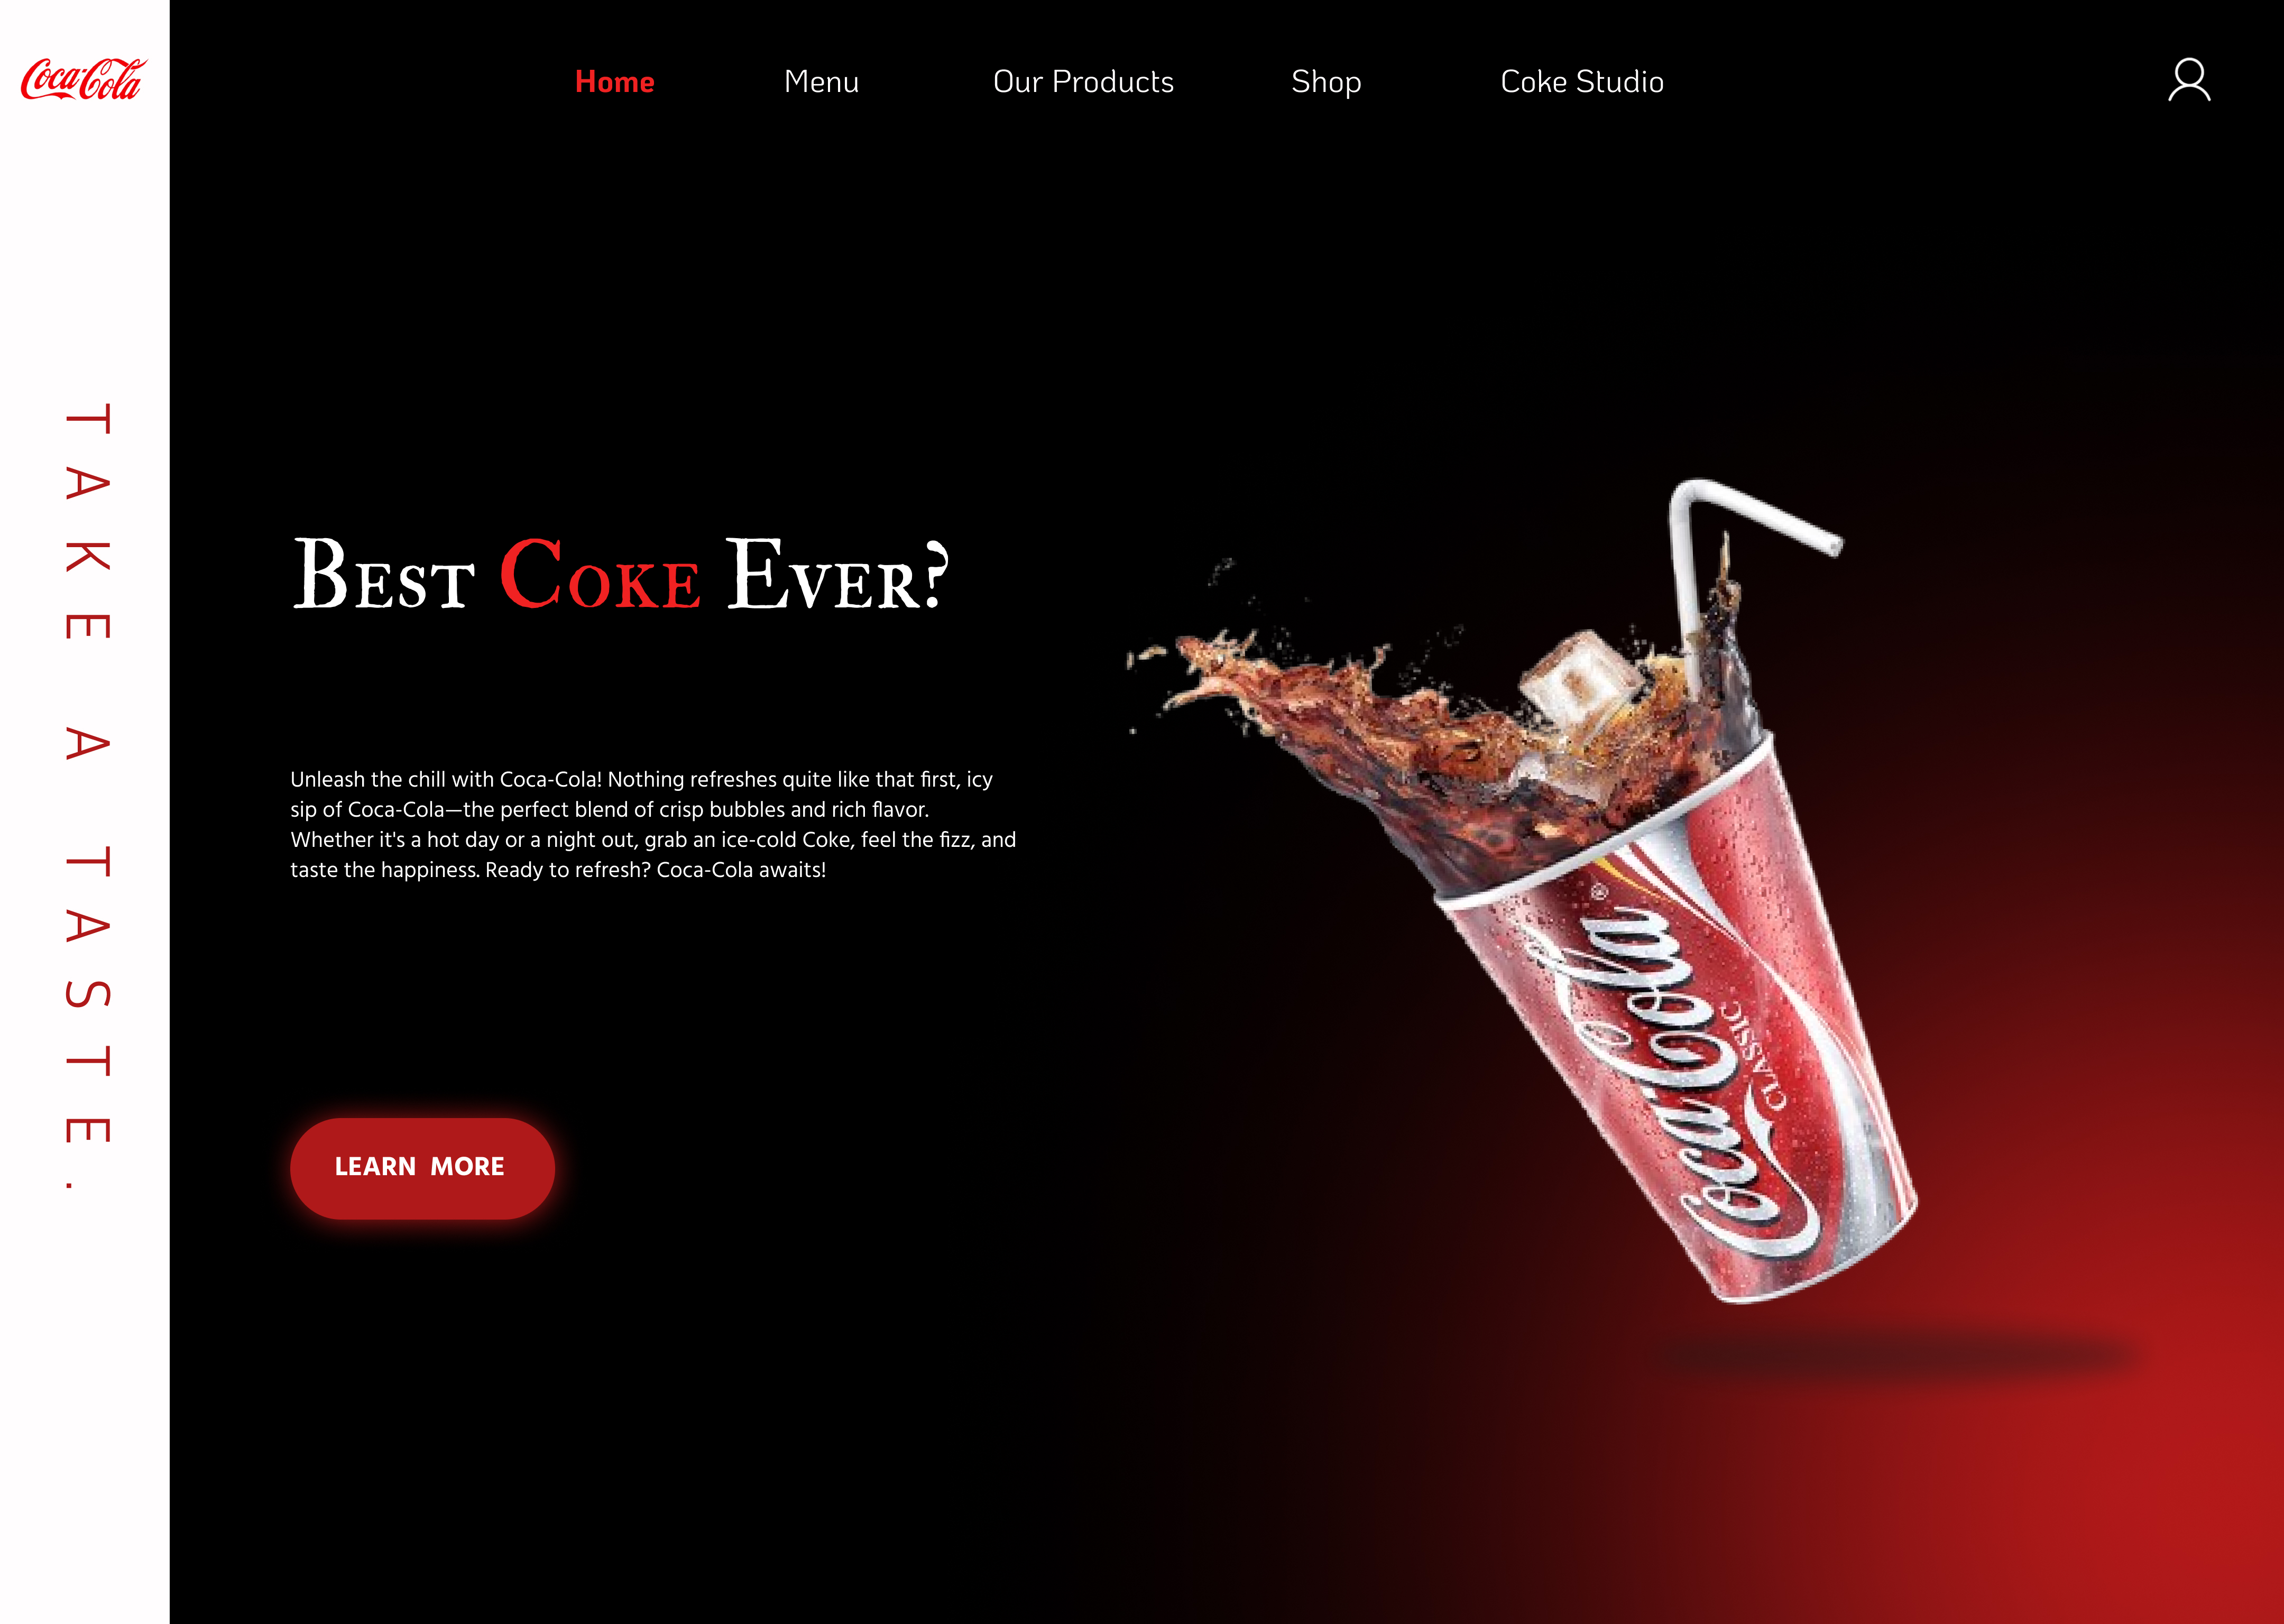 Coca-Cola
Home
Menu
Our Products
Shop
Coke Studio
TAKE A TASTE.
Best Coke Ever?
Unleash the chill with Coca-Cola! Nothing refreshes quite like that first, icy
sip of Coca-Cola—the perfect blend of crisp bubbles and rich flavor.
Whether it's a hot day or a night out, grab an ice-cold Coke, feel the fizz, and
taste the happiness. Ready to refresh? Coca-Cola awaits!
LEARN MORE
Coca-Cola ®
CLASSIC